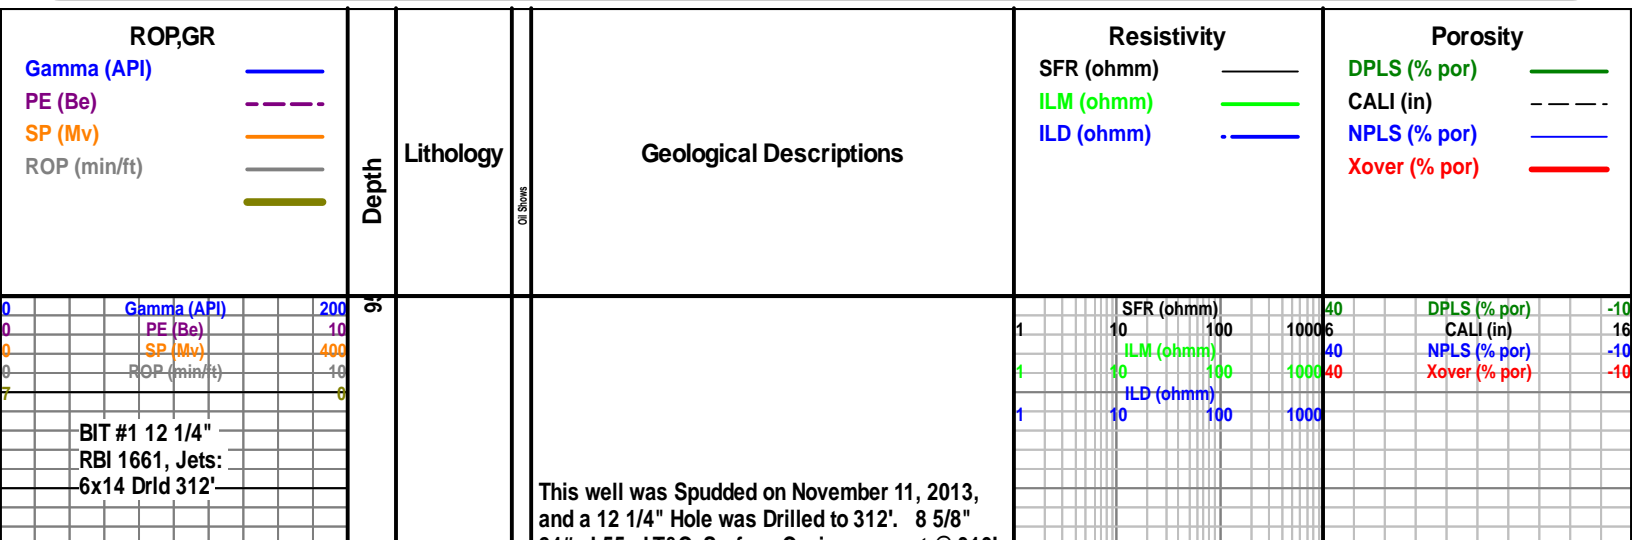 ROP,GR
Gamma (API)
PE (Be)
SP (Mv)
ROP (min/ft)
Depth
Lithology
Oil Shows
Geological Descriptions
Resistivity
SFR (ohmm)
ILM (ohmm)
ILD (ohmm)
Porosity
DPLS (% por)
CALI (in)
NPLS (% por)
Xover (% por)
0 Gamma (API) 200
0 PE (Be) 10
0 SP (Mv) 400
0 ROP (min/ft) 10
7 0
SFR (ohmm)
1 10 100 1000
ILM (ohmm)
1 10 100 1000
ILD (ohmm)
1 10 100 1000
40 DPLS (% por) -10
6 CALI (in) 16
40 NPLS (% por) -10
40 Xover (% por) -10
BIT #1 12 1/4"
RBI 1661, Jets:
6x14 Drld 312'
This well was Spudded on November 11, 2013,
and a 12 1/4" Hole was Drilled to 312'. 8 5/8"